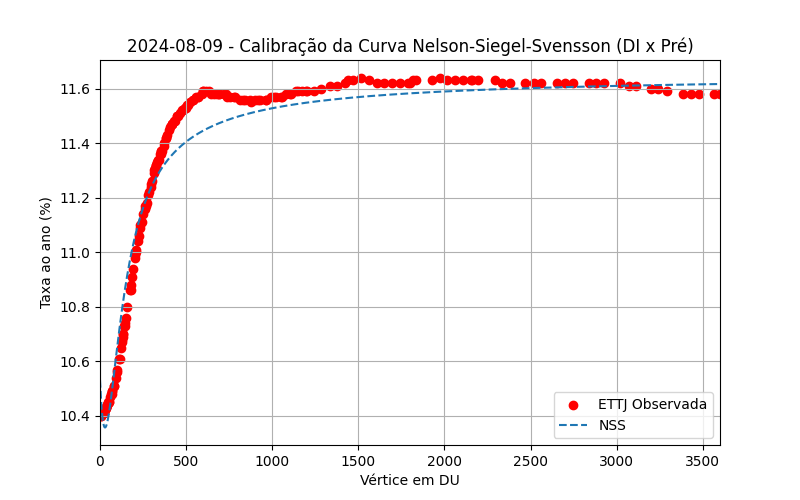 2024-08-09 - Calibração da Curva Nelson-Siegel-Svensson (DI x Pré)
Taxa ao ano (%)
11.6
11.4
11.2
11.0
10.8
10.6
10.4
ETTJ Observada
NSS
0 500 1000 1500 2000 2500 3000 3500
Vértice em DU